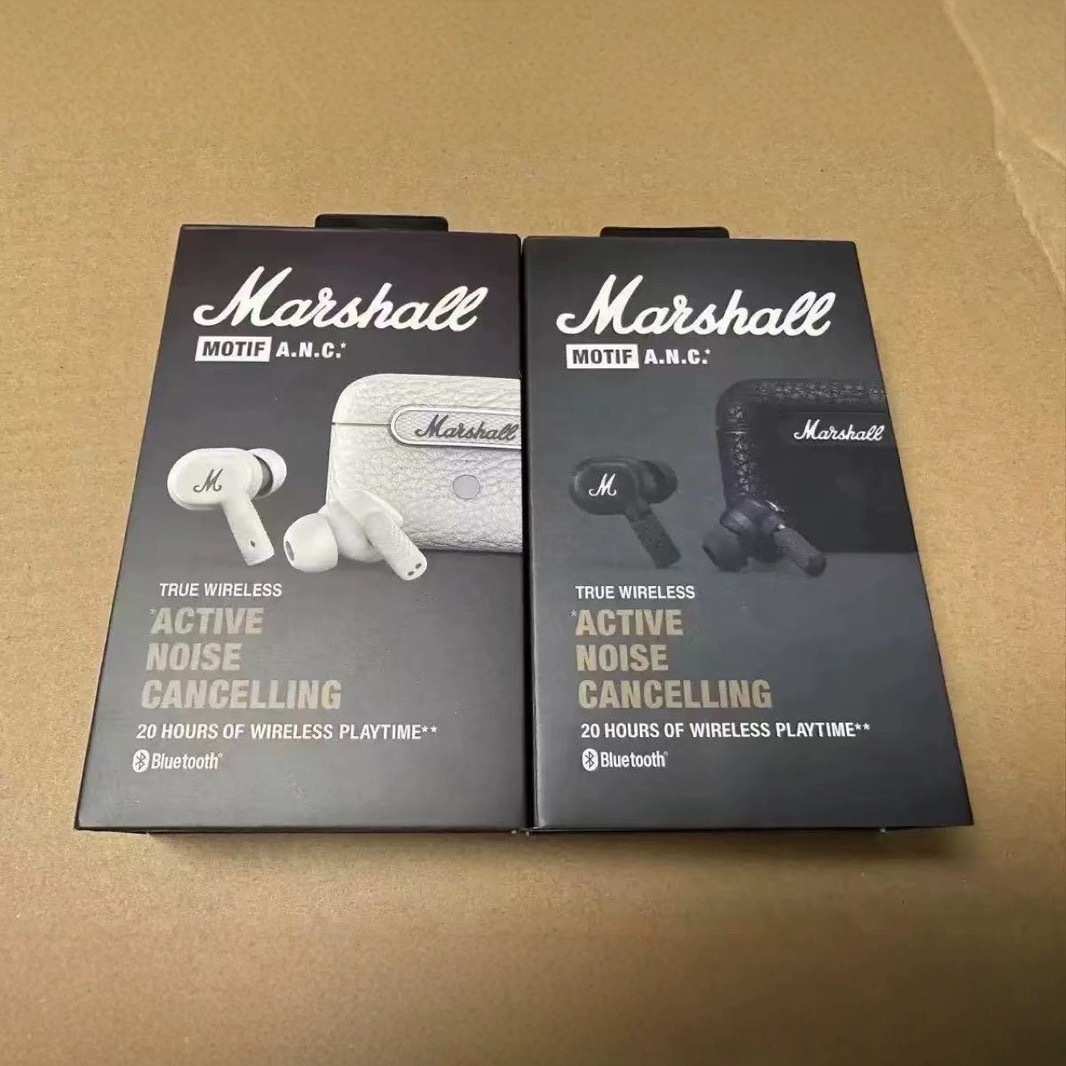 Marshall
MOTIF A.N.C.*
Marshall
M
TRUE WIRELESS
*ACTIVE
NOISE
CANCELLING
20 HOURS OF WIRELESS PLAYTIME**
Bluetooth®
Marshall
MOTIF A.N.C.*
Marshall
M
TRUE WIRELESS
*ACTIVE
NOISE
CANCELLING
20 HOURS OF WIRELESS PLAYTIME**
Bluetooth®